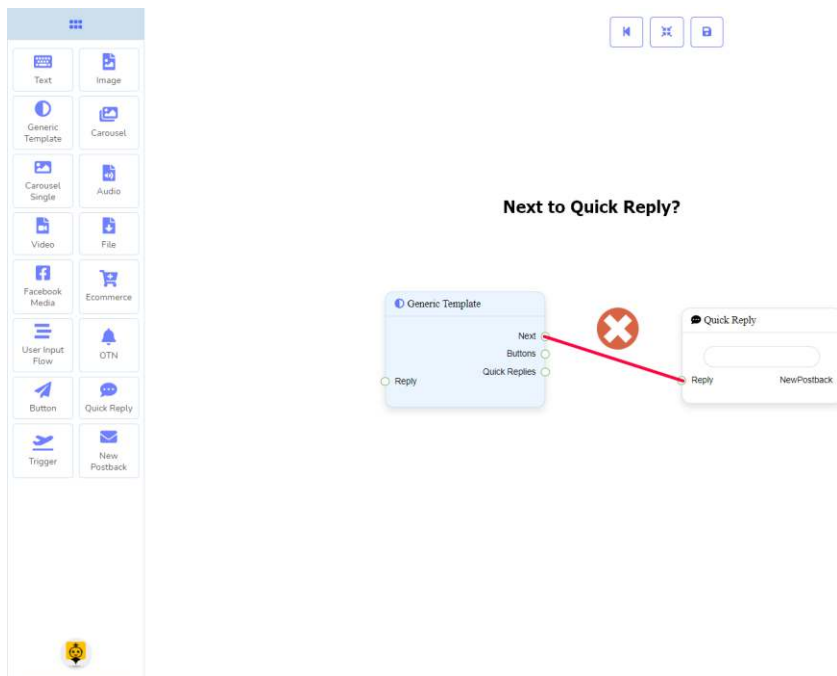 Text
Image
Generic
Template
Carousel
Carousel
Single
Audio
Video
File
Facebook
Media
Ecommerce
User Input
Flow
OTN
Button
Quick Reply
Trigger
New
Postback
Next to Quick Reply?
Generic Template
Next
Buttons
Quick Replies
Reply
Quick Reply
Reply
NewPostback